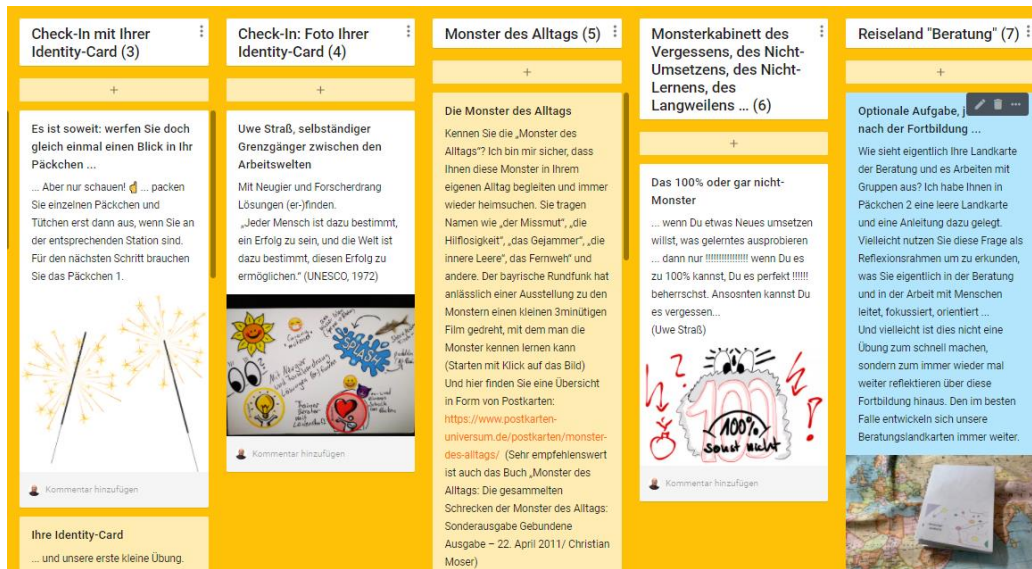 Check-In mit Ihrer
Identity-Card (3)
+
Es ist soweit: werfen Sie doch
gleich einmal einen Blick in Ihr
Päckchen ...
... Aber nur schauen! ☝ ... packen
Sie einzelnen Päckchen und
Tütchen erst dann aus, wenn Sie an
der entsprechenden Station sind.
Für den nächsten Schritt brauchen
Sie das Päckchen 1.
Kommentar hinzufügen
Ihre Identity-Card
... und unsere erste kleine Übung.
Check-In: Foto Ihrer
Identity-Card (4)
+
Uwe Straß, selbständiger
Grenzgänger zwischen den
Arbeitswelten
Mit Neugier und Forscherdrang
Lösungen (er-)finden.
„Jeder Mensch ist dazu bestimmt,
ein Erfolg zu sein, und die Welt ist
dazu bestimmt, diesen Erfolg zu
ermöglichen.“ (UNESCO, 1972)
SPLASH
Mit Neugier
und Forscherdrang
Lösungen (er-)finden
Trainer
Berater
mit
Leidenschaft
Kommentar hinzufügen
Monster des Alltags (5)
+
Die Monster des Alltags
Kennen Sie die „Monster des
Alltags“? Ich bin mir sicher, dass
Ihnen diese Monster in Ihrem
eigenen Alltag begleiten und immer
wieder heimsuchen. Sie tragen
Namen wie „der Missmut“, „die
Hilflosigkeit“, „das Gejammer“, „die
innere Leere“, das Fernweh“ und
andere. Der bayrische Rundfunk hat
anlässlich einer Ausstellung zu den
Monstern einen kleinen 3minütigen
Film gedreht, mit dem man die
Monster kennen lernen kann
(Starten mit Klick auf das Bild)
Und hier finden Sie eine Übersicht
in Form von Postkarten:
https://www.postkarten-
universum.de/postkarten/monster-
des-alltags/ (Sehr empfehlenswert
ist auch das Buch „Monster des
Alltags: Die gesammelten
Schrecken der Monster des Alltags:
Sonderausgabe Gebundene
Ausgabe – 22. April 2011/ Christian
Moser)
Monsterkabinett des
Vergessens, des Nicht-
Umsetzens, des Nicht-
Lernens, des
Langweilens ... (6)
+
Das 100% oder gar nicht-
Monster
... wenn Du etwas Neues umsetzen
willst, was gelerntes ausprobieren
... dann nur !!!!!!!!!!!!!!!! wenn Du es
zu 100% kannst, Du es perfekt !!!!!!
beherrschst. Ansosnten kannst Du
es vergessen...
(Uwe Straß)
?
100
100%
sonst nicht
!
Kommentar hinzufügen
Reiseland "Beratung" (7)
+
Optionale Aufgabe, j
nach der Fortbildung ...
Wie sieht eigentlich Ihre Landkarte
der Beratung und es Arbeiten mit
Gruppen aus? Ich habe Ihnen in
Päckchen 2 eine leere Landkarte
und eine Anleitung dazu gelegt.
Vielleicht nutzen Sie diese Frage als
Reflexionsrahmen um zu erkunden,
was Sie eigentlich in der Beratung
und in der Arbeit mit Menschen
leitet, fokussiert, orientiert ...
Und vielleicht ist dies nicht eine
Übung zum schnell machen,
sondern zum immer wieder mal
weiter reflektieren über diese
Fortbildung hinaus. Den im besten
Falle entwickeln sich unsere
Beratungslandkarten immer weiter.